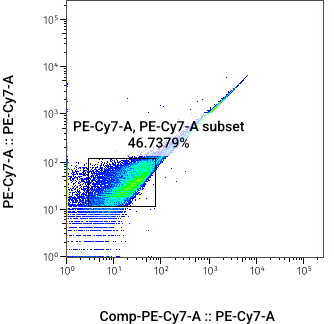 10⁵
10⁴
10³
10²
10¹
10⁰
PE-Cy7-A :: PE-Cy7-A
PE-Cy7-A, PE-Cy7-A subset
46.7379%
10⁰ 10¹ 10² 10³ 10⁴ 10⁵
Comp-PE-Cy7-A :: PE-Cy7-A